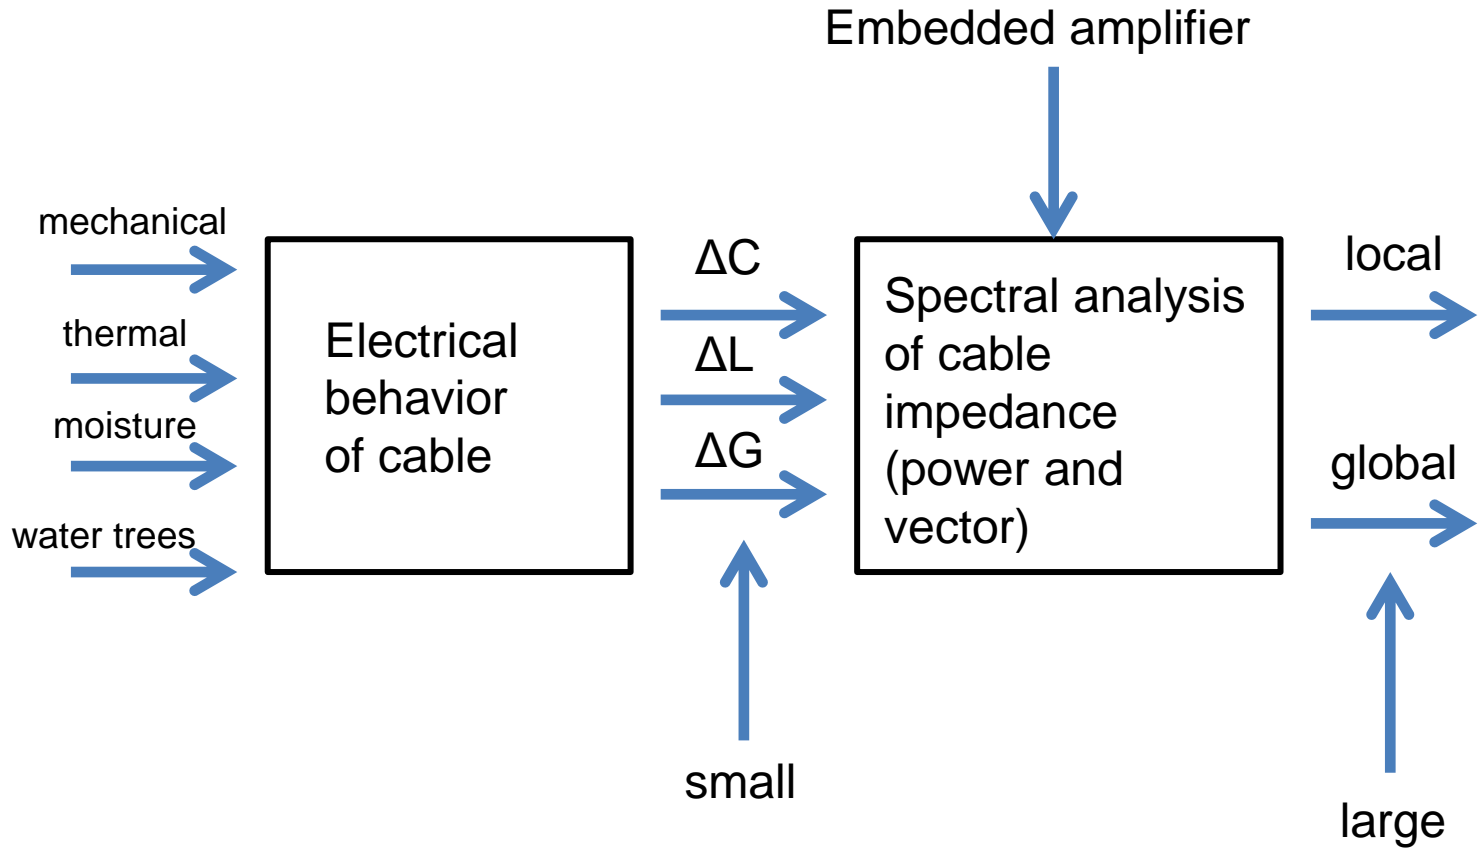 Embedded amplifier
mechanical
thermal
moisture
water trees
Electrical
behavior
of cable
ΔC
ΔL
ΔG
small
Spectral analysis
of cable
impedance
(power and
vector)
local
global
large